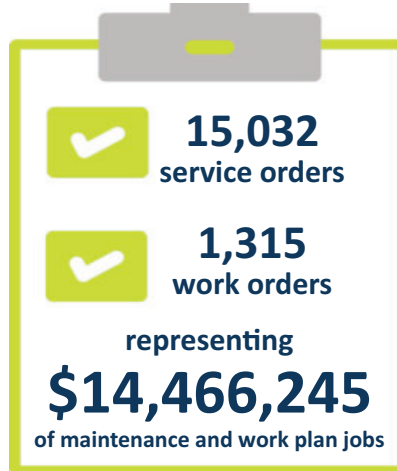 15,032
service orders
1,315
work orders
representing
$14,466,245
of maintenance and work plan jobs